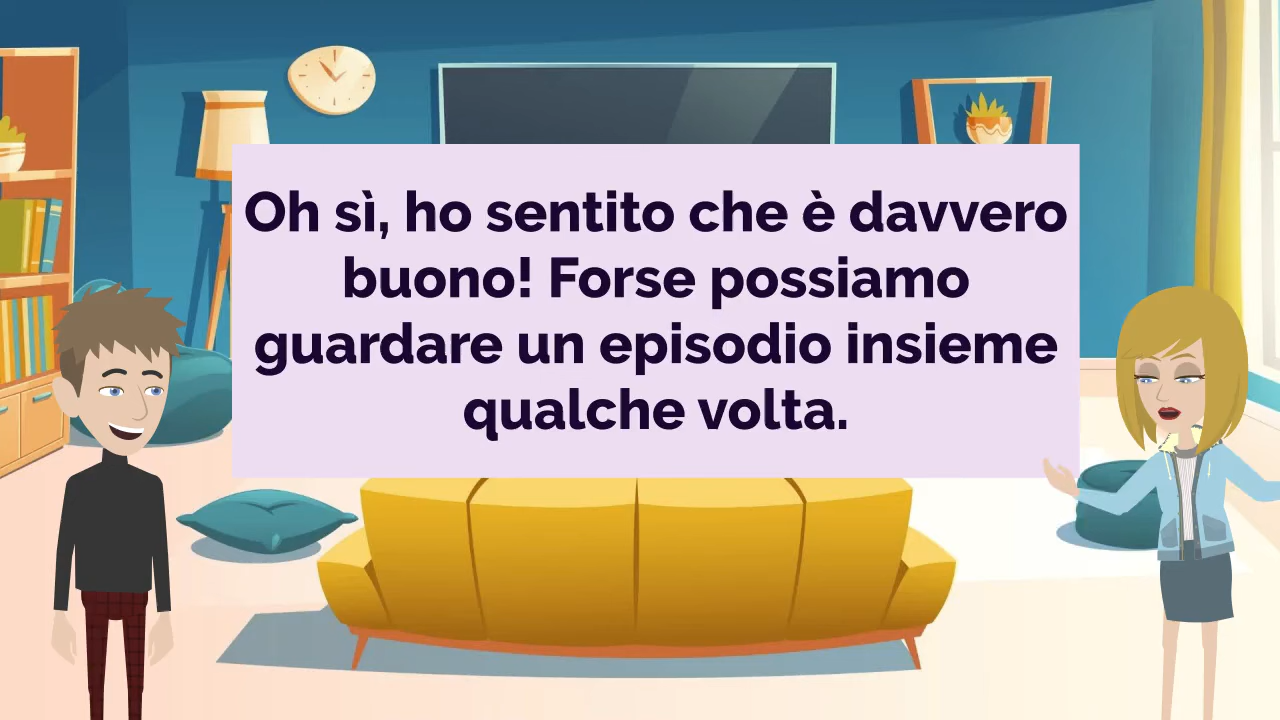 Oh sì, ho sentito che è davvero
buono! Forse possiamo
guardare un episodio insieme
qualche volta.